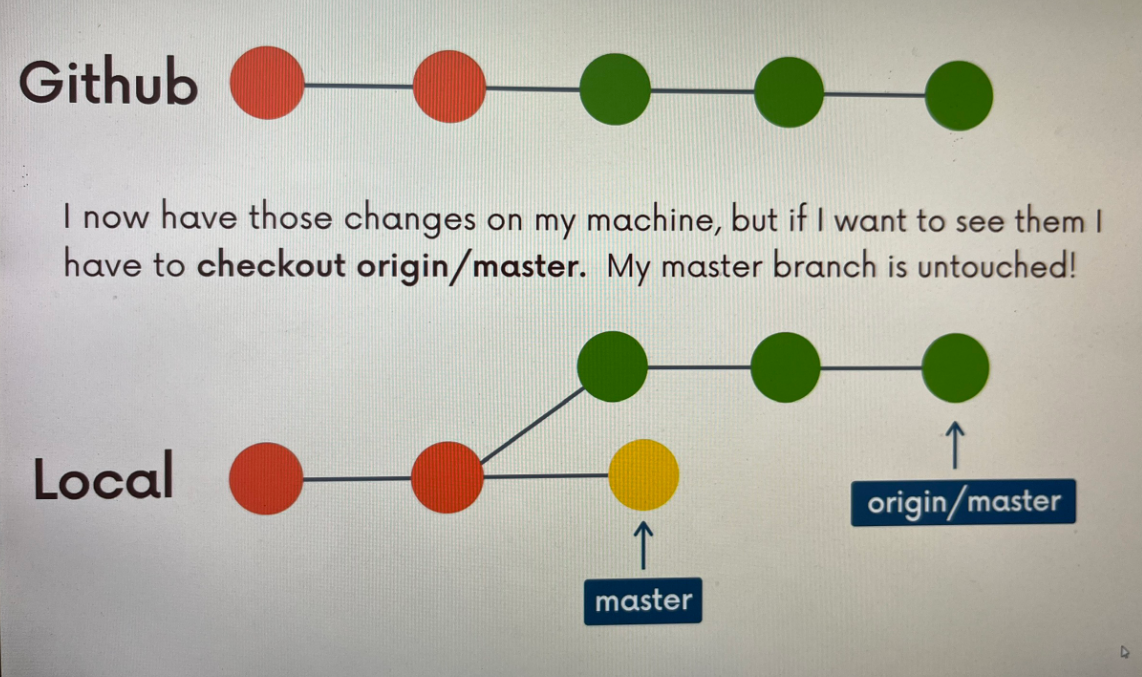 Github
I now have those changes on my machine, but if I want to see them I
have to checkout origin/master. My master branch is untouched!
Local
origin/master
master